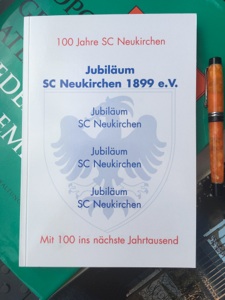 100 Jahre SC Neukirchen
Jubiläum
SC Neukirchen 1899 e.V.
Jubiläum
SC Neukirchen
Jubiläum
SC Neukirchen
Jubiläum
SC Neukirchen
Mit 100 ins nächste Jahrtausend